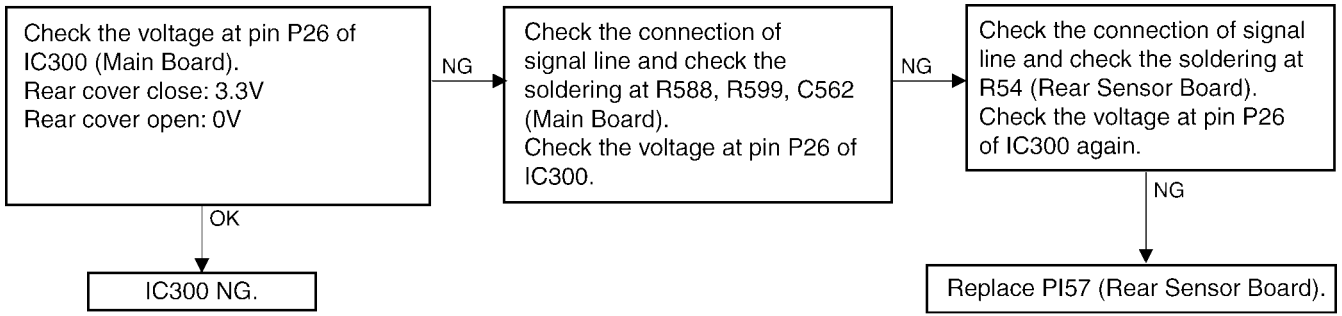 Check the voltage at pin P26 of
IC300 (Main Board).
Rear cover close: 3.3V
Rear cover open: 0V
NG
Check the connection of
signal line and check the
soldering at R588, R599, C562
(Main Board).
Check the voltage at pin P26 of
IC300.
NG
Check the connection of signal
line and check the soldering at
R54 (Rear Sensor Board).
Check the voltage at pin P26
of IC300 again.
OK
NG
IC300 NG.
Replace PI57 (Rear Sensor Board).